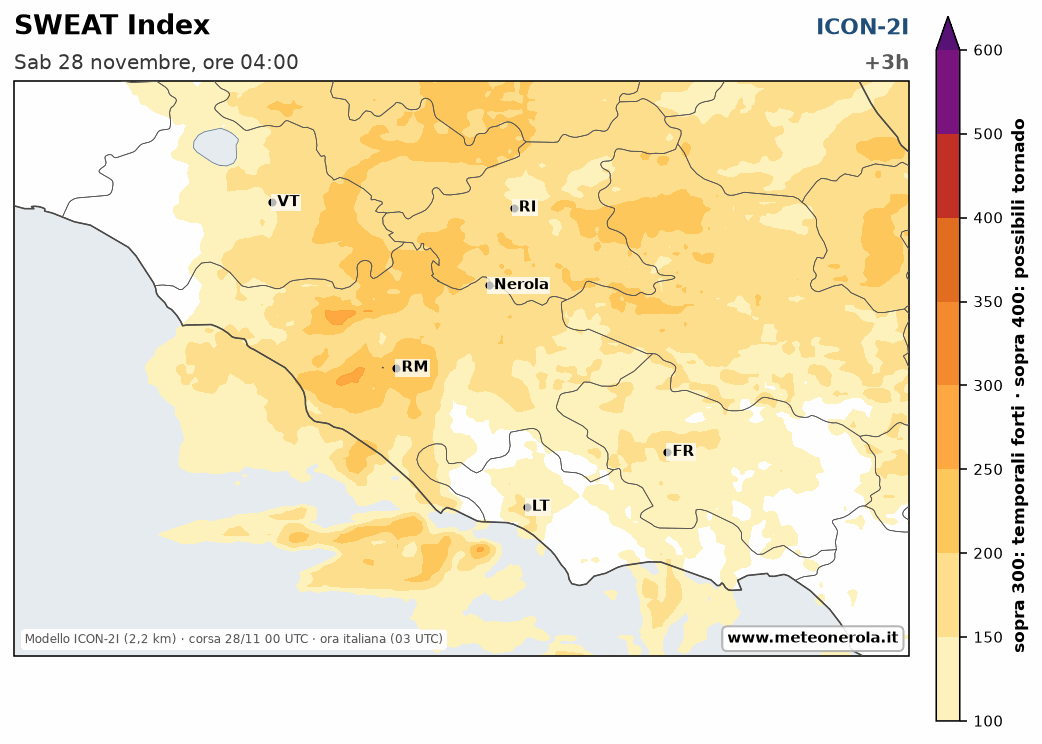 SWEAT Index
ICON-2I
Sab 28 novembre, ore 04:00
+3h
VT
RI
Nerola
RM
FR
LT
Modello ICON-2I (2,2 km) · corsa 28/11 00 UTC · ora italiana (03 UTC)
www.meteonerola.it
600
500
400
350
300
250
200
150
100
sopra 300: temporali forti · sopra 400: possibili tornado